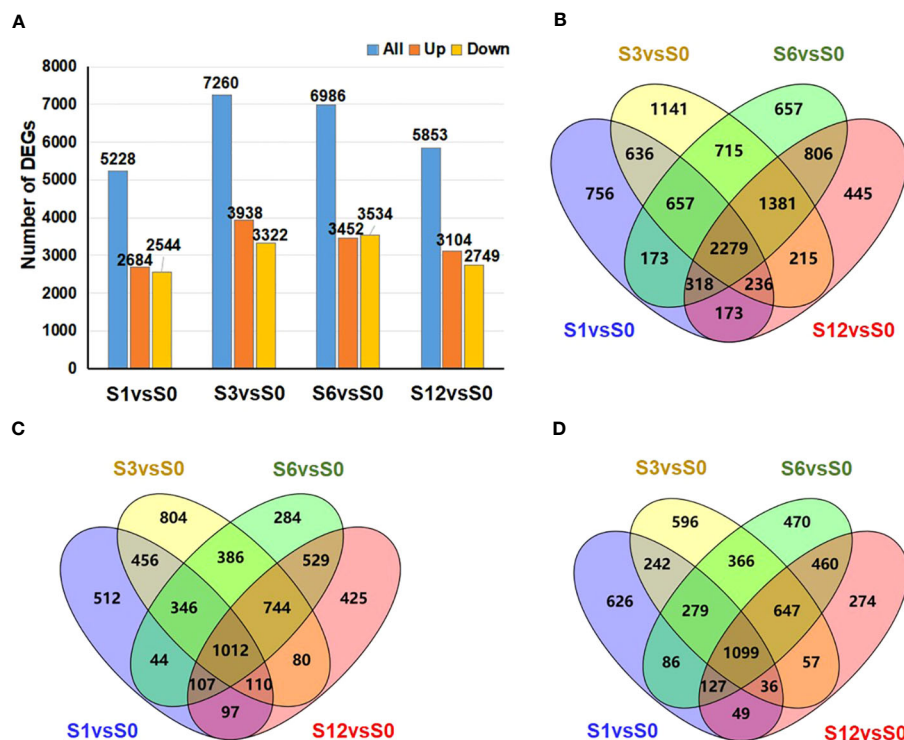 A
All Up Down
8000
7000
6000
5000
4000
3000
2000
1000
0
Number of DEGs
5228
2684
2544
7260
3938
3322
6986
3452
3534
5853
3104
2749
S1vsS0 S3vsS0 S6vsS0 S12vsS0
B
S3vsS0 S6vsS0
1141 657
636 715 806
756 657 1381 445
2279
173 215
318 236
173
S1vsS0 S12vsS0
C
S3vsS0 S6vsS0
804 284
456 386 529
512 346 744 425
1012
44 80
107 110
97
S1vsS0 S12vsS0
D
S3vsS0 S6vsS0
596 470
242 366 460
626 279 647 274
1099
86 57
127 36
49
S1vsS0 S12vsS0